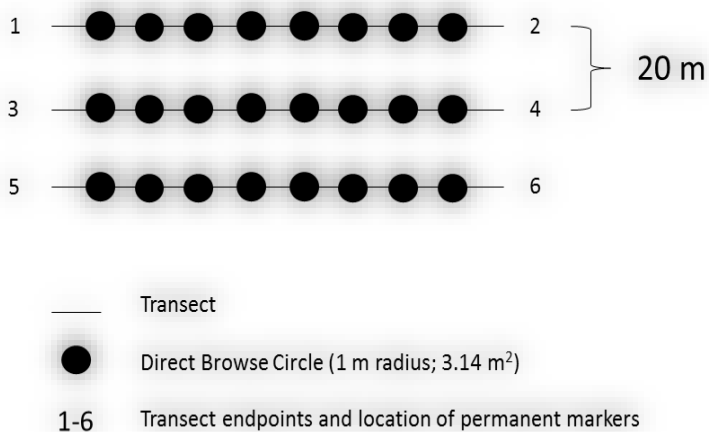 1 2
20 m
3 4
5 6
Transect
Direct Browse Circle (1 m radius; 3.14 m²)
1-6 Transect endpoints and location of permanent markers